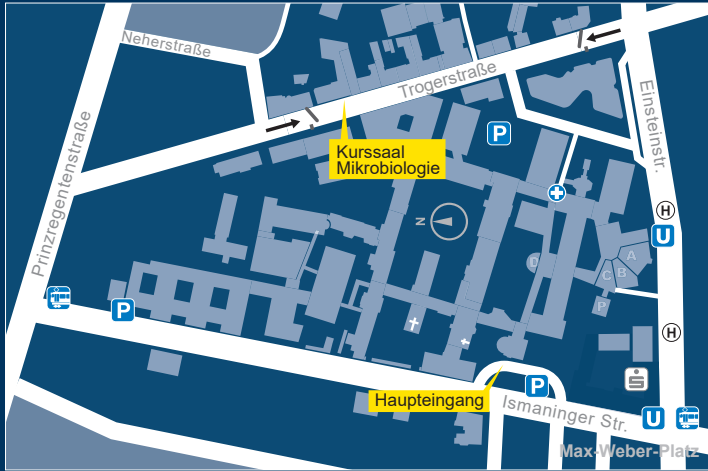 Neherstraße
Trogerstraße
Einsteinstr.
Prinzregentenstraße
P
Kurssaal
Mikrobiologie
N
H
U
A
B
C
D
P
P
H
S
Haupteingang
P
Ismaninger Str.
U
Max-Weber-Platz